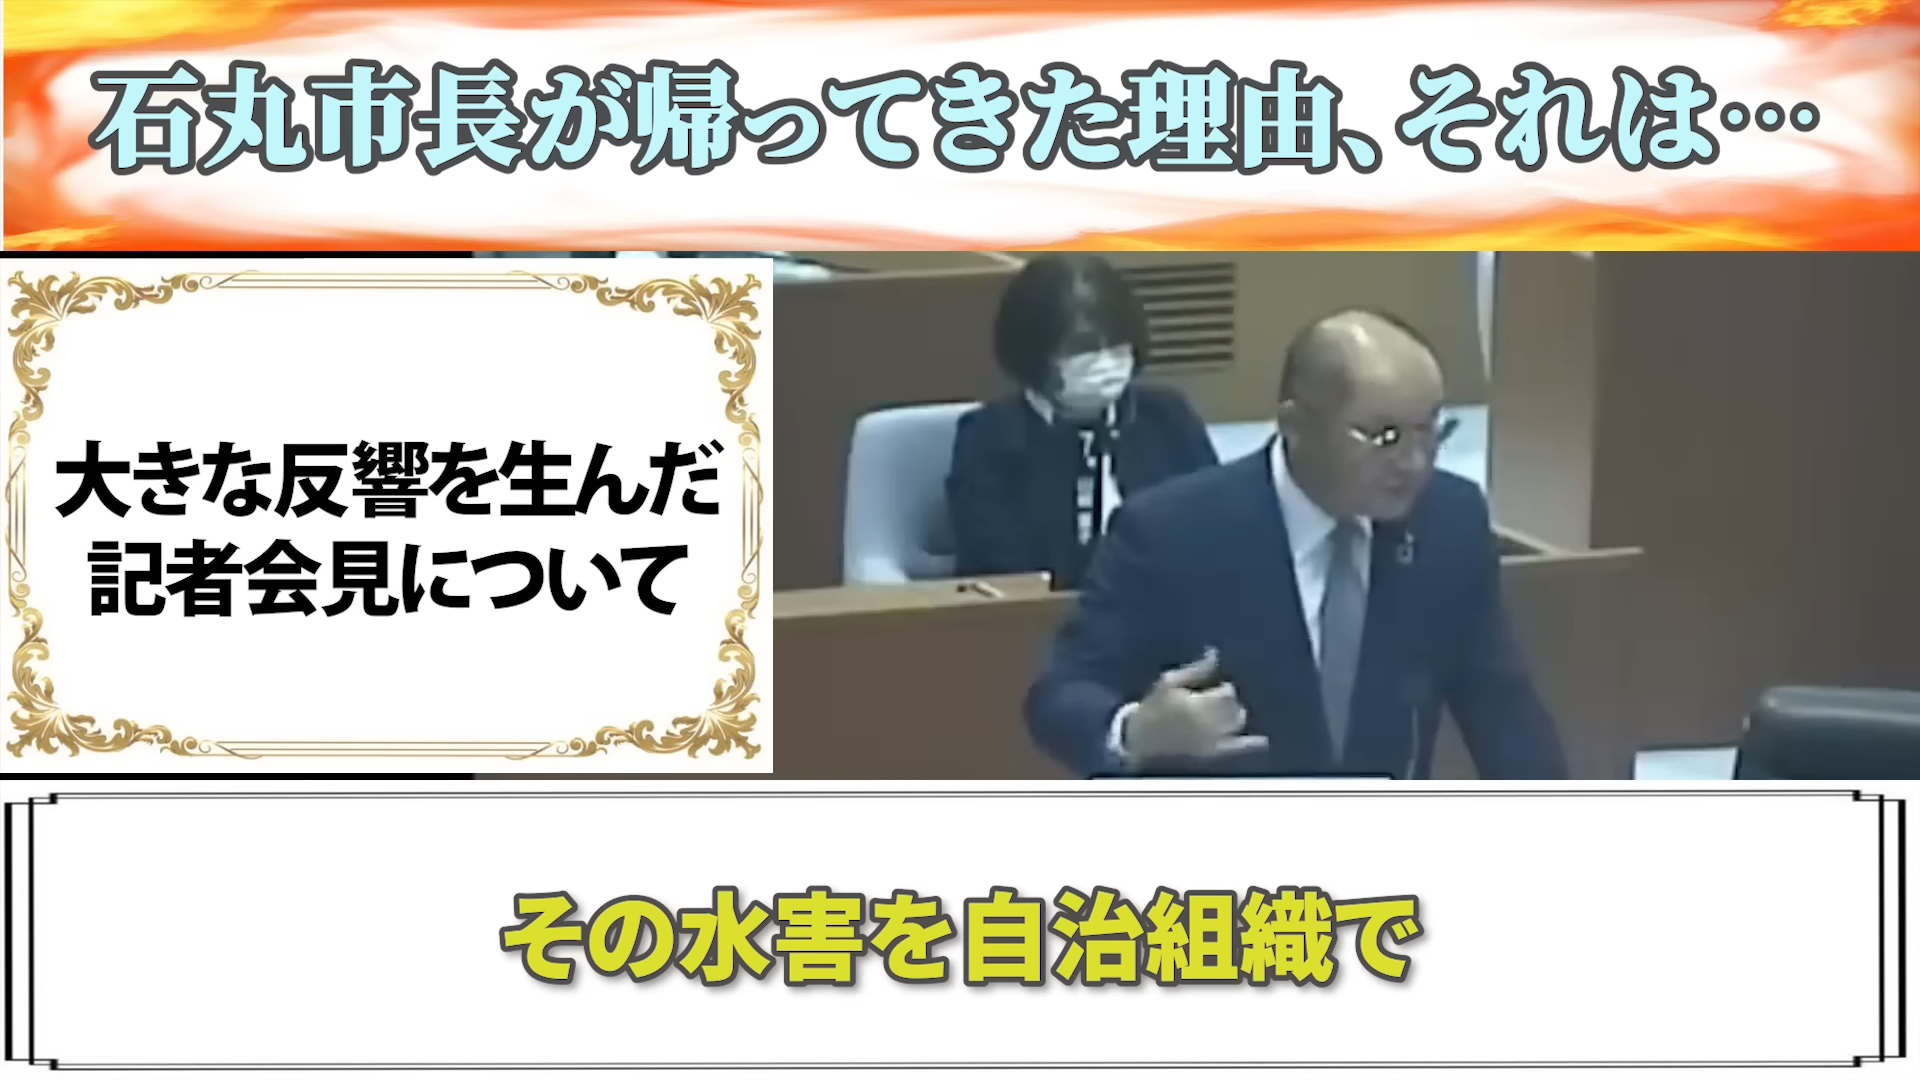 石丸市長が帰ってきた理由、それは…
大きな反響を生んだ
記者会見について
その水害を自治組織で